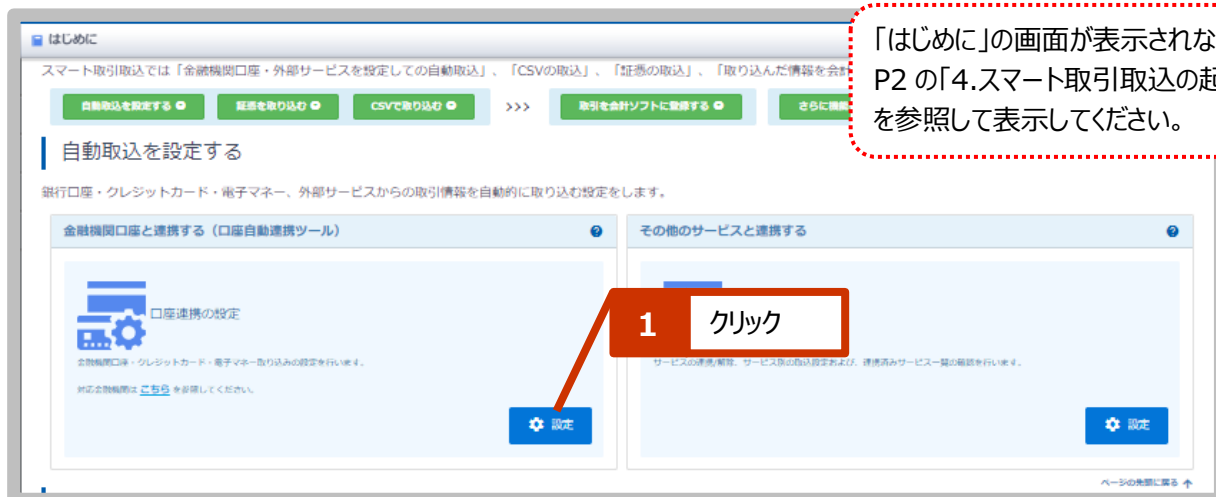 はじめに
「はじめに」の画面が表示されな
P2 の「4.スマート取引取込の起
を参照して表示してください。
スマート取引取込では「金融機関口座・外部サービスを設定しての自動取込」、「CSVの取込」、「証憑の取込」、「取り込んだ情報を会計
自動取込を設定する
証憑を取り込む
CSVで取り込む
>>>
取引を会計ソフトに登録する
さらに機
自動取込を設定する
銀行口座・クレジットカード・電子マネー、外部サービスからの取引情報を自動的に取り込む設定をします。
金融機関口座と連携する（口座自動連携ツール）
口座連携の設定
金融機関口座・クレジットカード・電子マネー取り込みの設定を行います。
対応金融機関は こちら を参照してください。
設定
1 クリック
その他のサービスと連携する
サービスの連携/解除、サービス別の取込設定および、連携済みサービス一覧の確認を行います。
設定
ページの先頭に戻る